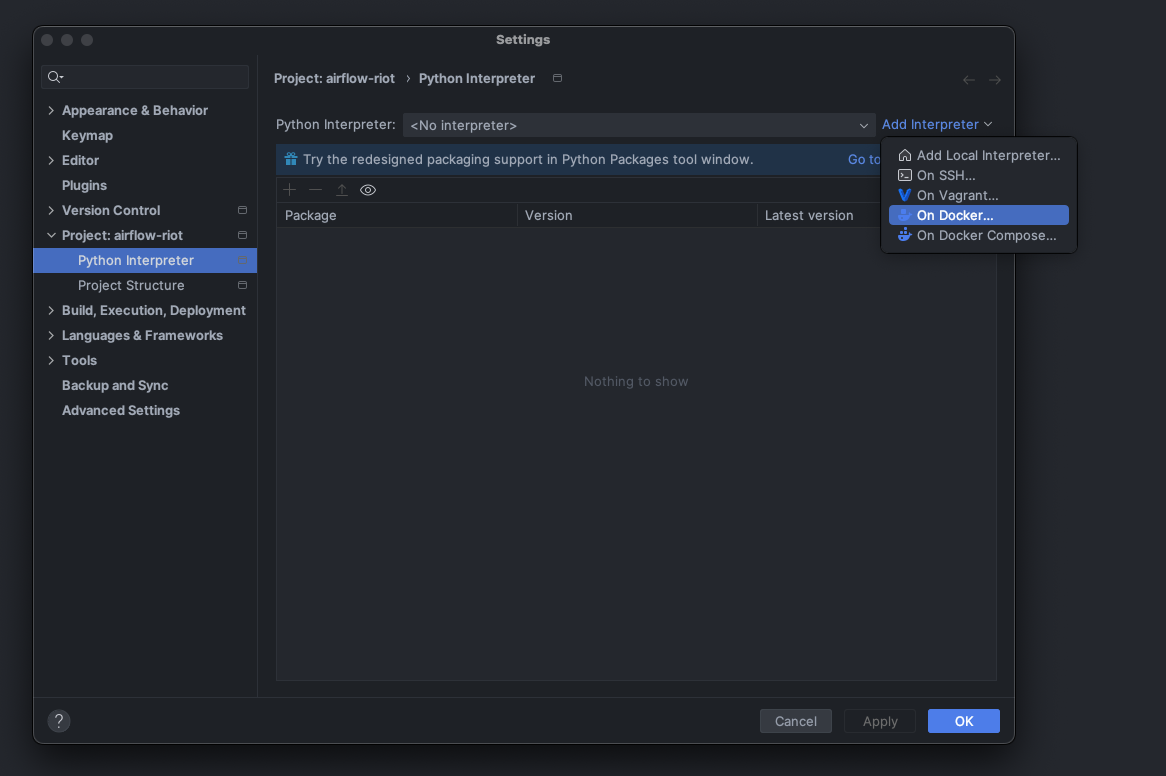 Settings
Project: airflow-riot › Python Interpreter
Appearance & Behavior
Keymap
Editor
Plugins
Version Control
Project: airflow-riot
Python Interpreter
Project Structure
Build, Execution, Deployment
Languages & Frameworks
Tools
Backup and Sync
Advanced Settings
Python Interpreter: <No interpreter> Add Interpreter
Add Local Interpreter...
On SSH...
On Vagrant...
On Docker...
On Docker Compose...
Try the redesigned packaging support in Python Packages tool window. Go to
Package Version Latest version
Nothing to show
? Cancel Apply OK